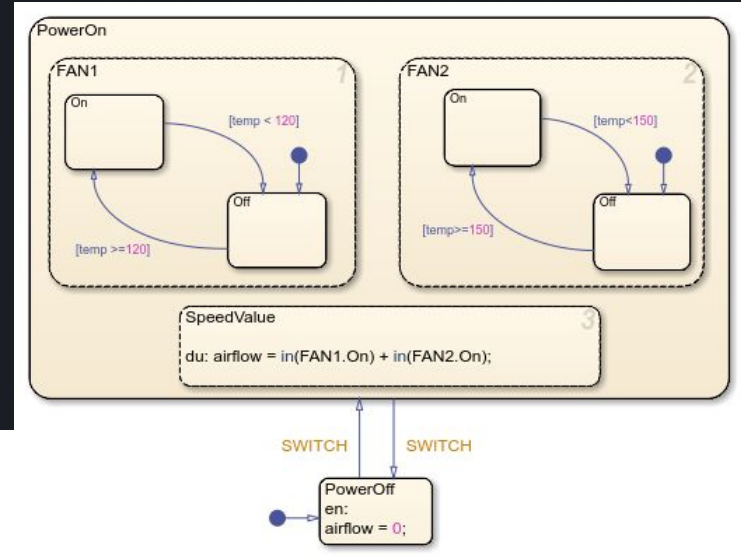 PowerOn
FAN1
1
On
[temp < 120]
Off
[temp >=120]
FAN2
2
On
[temp<150]
Off
[temp>=150]
SpeedValue
3
du: airflow = in(FAN1.On) + in(FAN2.On);
SWITCH
SWITCH
PowerOff
en:
airflow = 0;